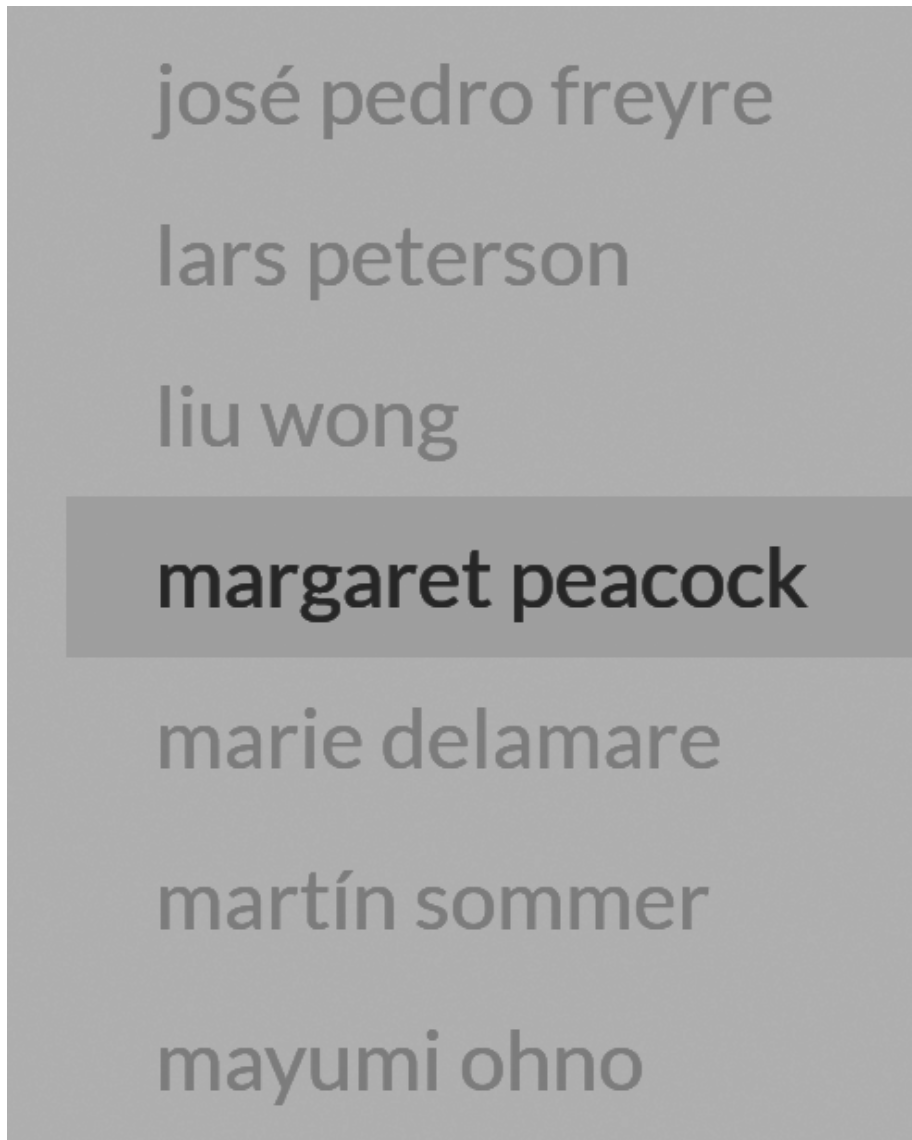 josé pedro freyre
lars peterson
liu wong
margaret peacock
marie delamare
martín sommer
mayumi ohno